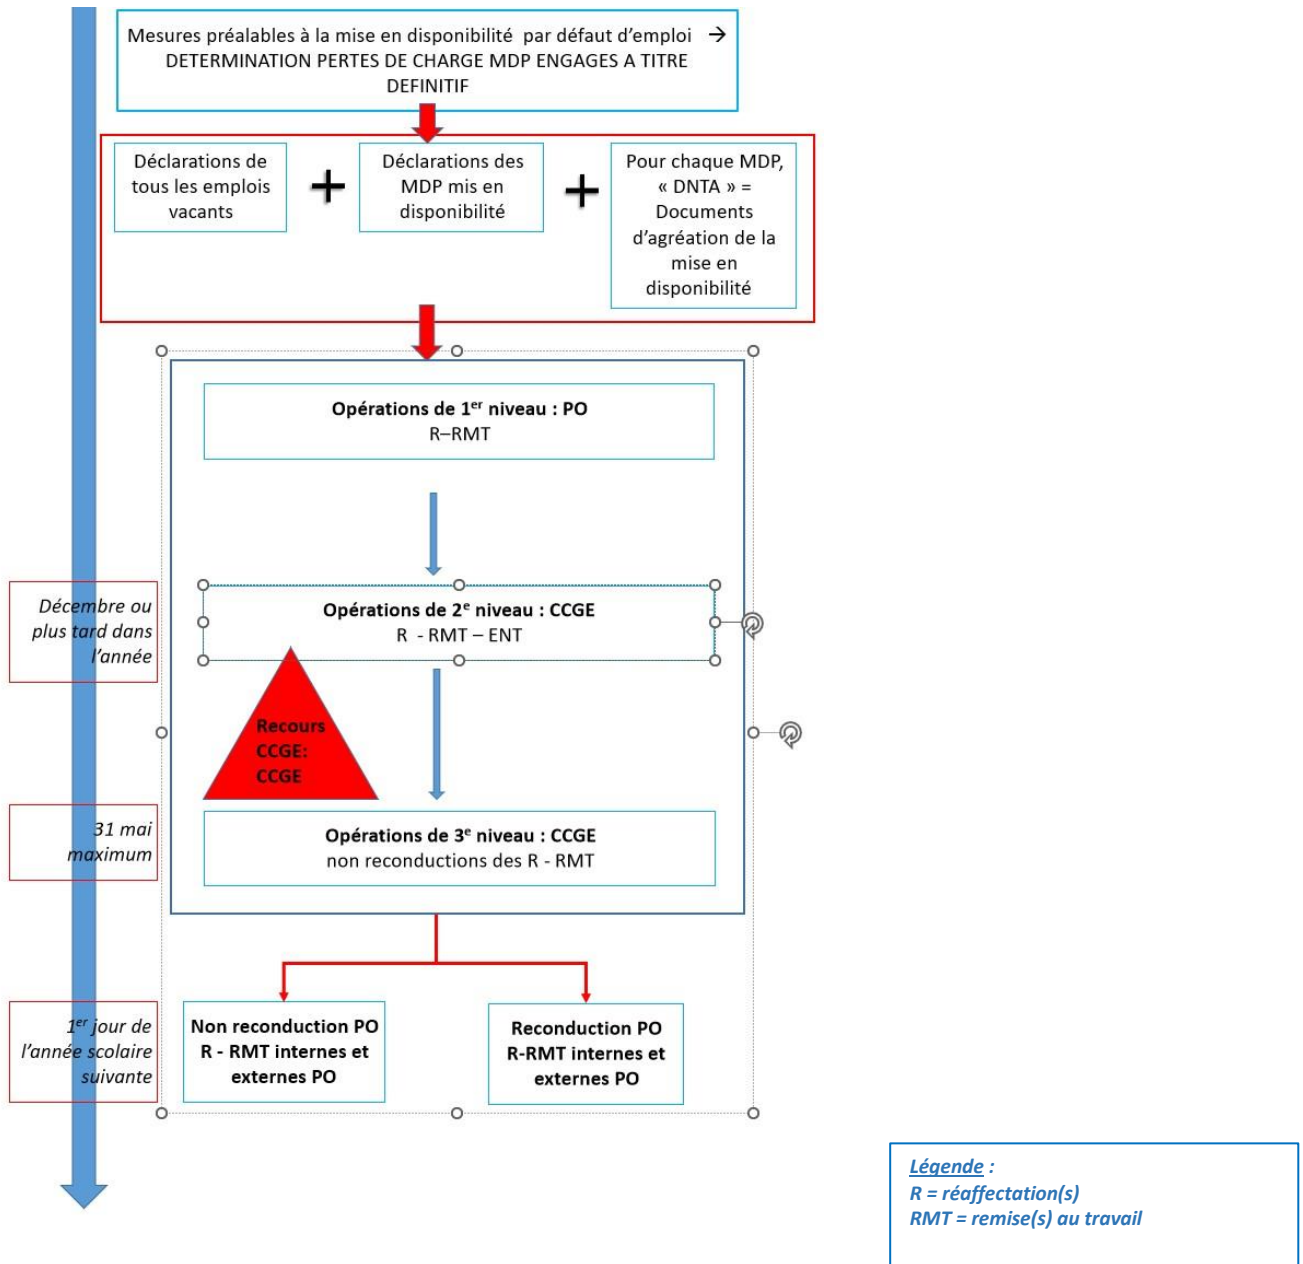 Mesures préalables à la mise en disponibilité par défaut d'emploi →
DETERMINATION PERTES DE CHARGE MDP ENGAGES A TITRE
DEFINITIF
Déclarations de
tous les emplois
vacants
+
Déclarations des
MDP mis en
disponibilité
+
Pour chaque MDP,
« DNTA » =
Documents
d'agréation de la
mise en
disponibilité
Opérations de 1er niveau : PO
R–RMT
Décembre ou
plus tard dans
l'année
Opérations de 2e niveau : CCGE
R - RMT – ENT
Recours
CCGE:
CCGE
31 mai
maximum
Opérations de 3e niveau : CCGE
non reconductions des R - RMT
1er jour de
l'année scolaire
suivante
Non reconduction PO
R - RMT internes et
externes PO
Reconduction PO
R-RMT internes et
externes PO
Légende :
R = réaffectation(s)
RMT = remise(s) au travail